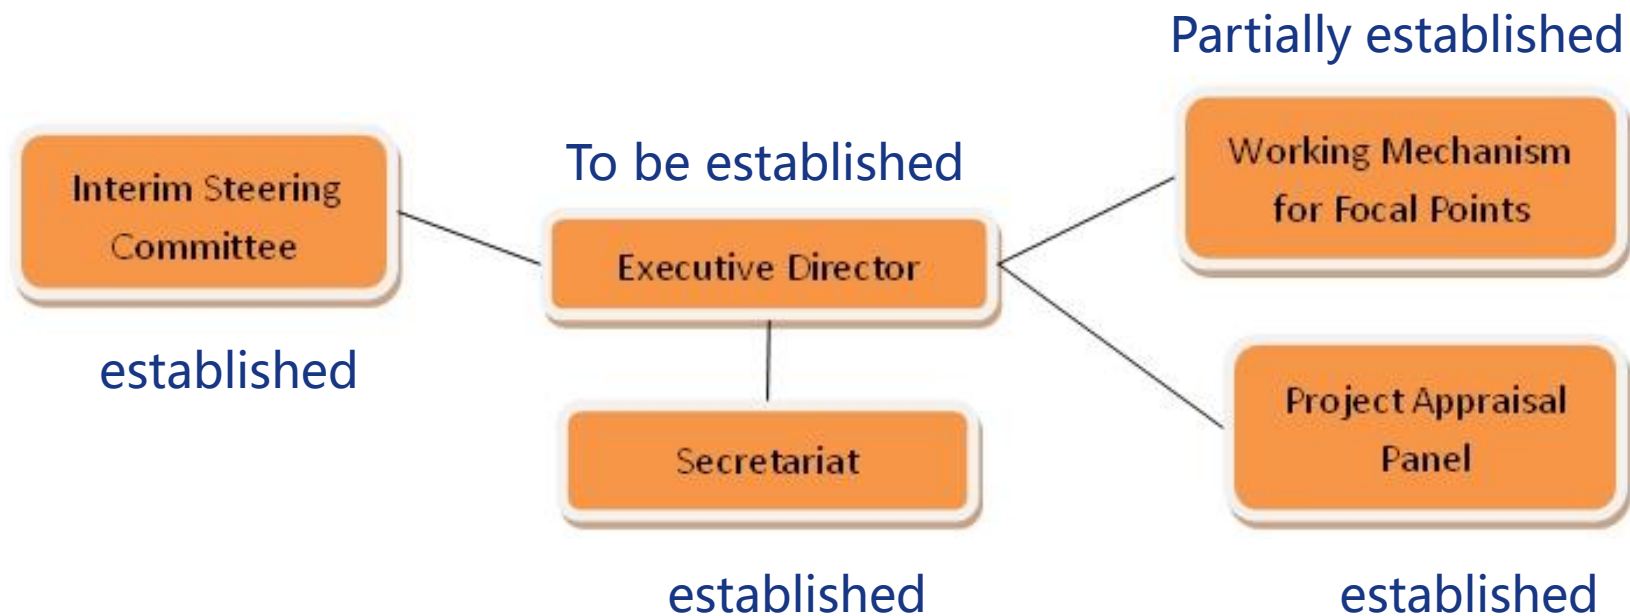 Partially established
Working Mechanism
for Focal Points
To be established
Interim Steering
Committee
Executive Director
established
Project Appraisal
Panel
Secretariat
established
established